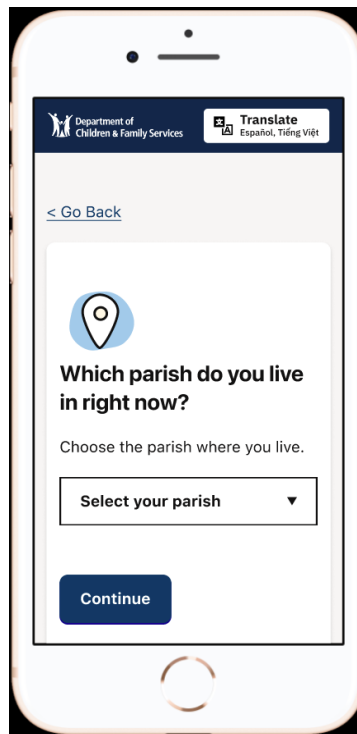 Department of
Children & Family Services
Translate
Español, Tiếng Việt
< Go Back
Which parish do you live
in right now?
Choose the parish where you live.
Select your parish
Continue